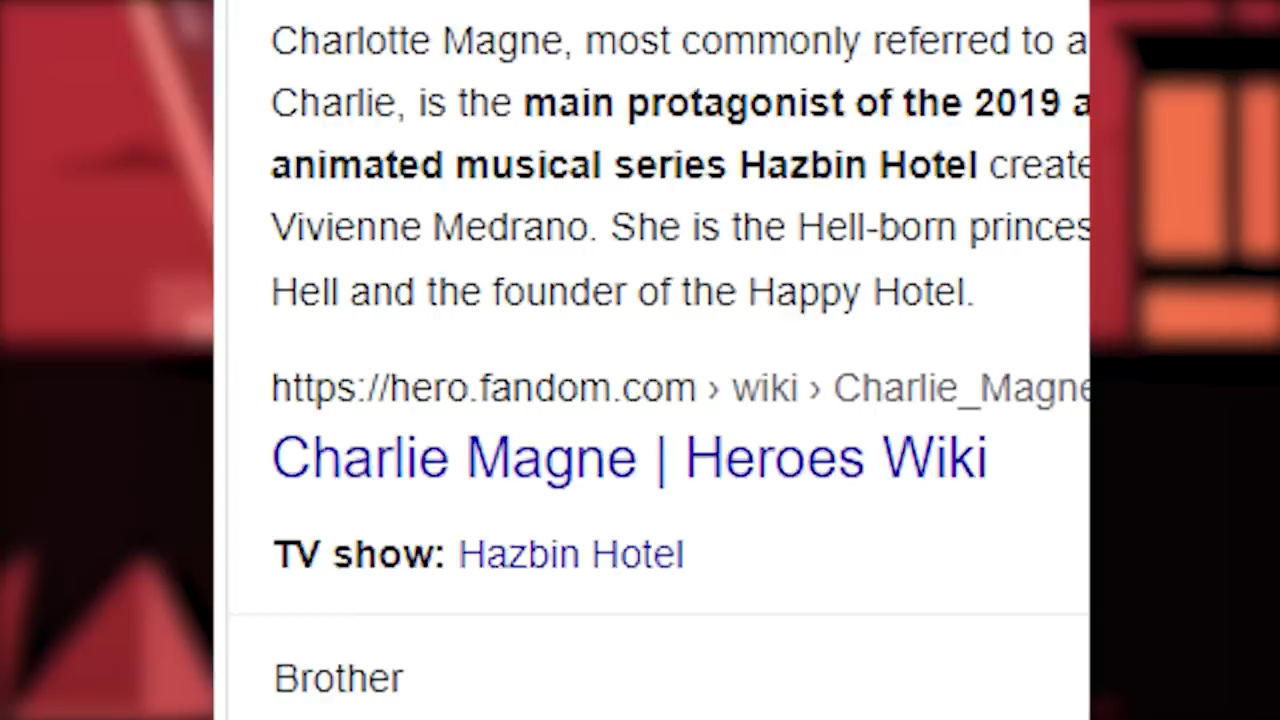 Charlotte Magne, most commonly referred to a
Charlie, is the main protagonist of the 2019 a
animated musical series Hazbin Hotel create
Vivienne Medrano. She is the Hell-born princes
Hell and the founder of the Happy Hotel.
https://hero.fandom.com › wiki › Charlie_Magne
Charlie Magne | Heroes Wiki
TV show: Hazbin Hotel
Brother